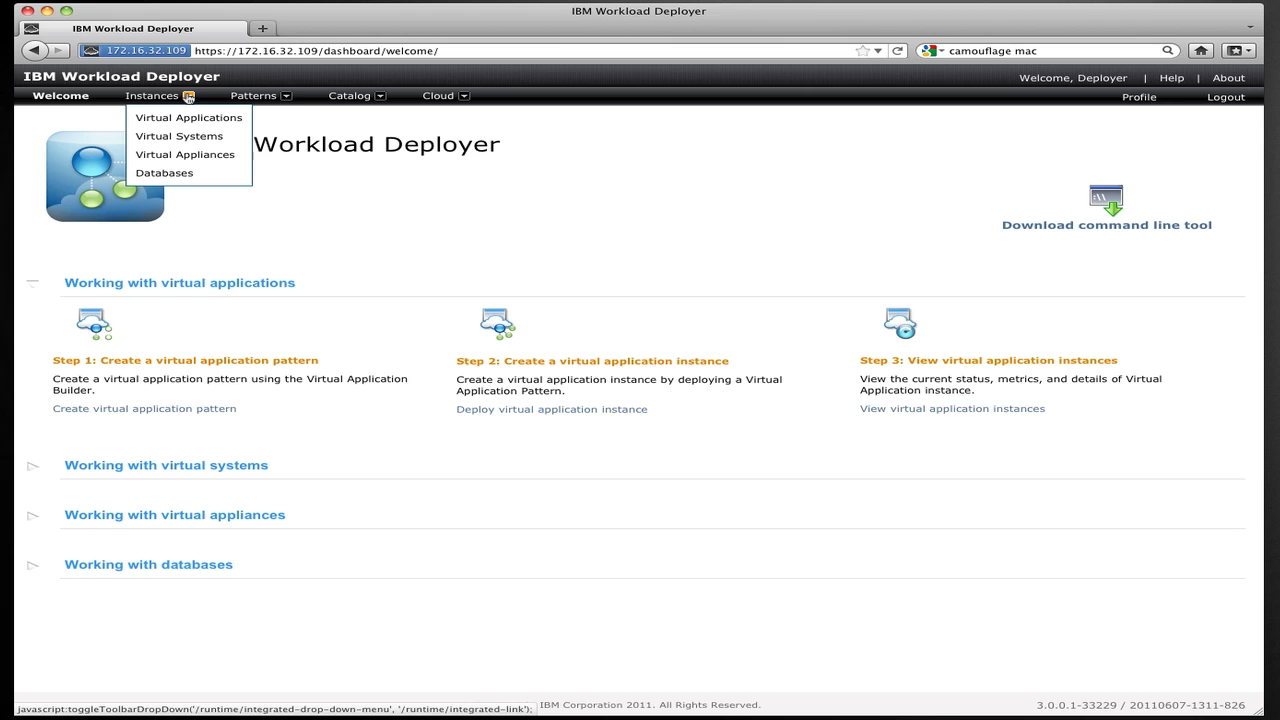 IBM Workload Deployer
IBM Workload Deployer
172.16.32.109 https://172.16.32.109/dashboard/welcome/
camouflage mac
IBM Workload Deployer
Welcome, Deployer | Help | About
Welcome Instances Patterns Catalog Cloud
Profile Logout
Virtual Applications
Virtual Systems
Virtual Appliances
Databases
Workload Deployer
Download command line tool
Working with virtual applications
Step 1: Create a virtual application pattern
Create a virtual application pattern using the Virtual Application
Builder.
Create virtual application pattern
Step 2: Create a virtual application instance
Create a virtual application instance by deploying a Virtual
Application Pattern.
Deploy virtual application instance
Step 3: View virtual application instances
View the current status, metrics, and details of Virtual
Application instance.
View virtual application instances
Working with virtual systems
Working with virtual appliances
Working with databases
javascript:toggleToolbarDropDown('/runtime/integrated-drop-down-menu', '/runtime/integrated-link');
IBM Corporation 2011. All Rights Reserved.
3.0.0.1-33229 / 20110607-1311-826